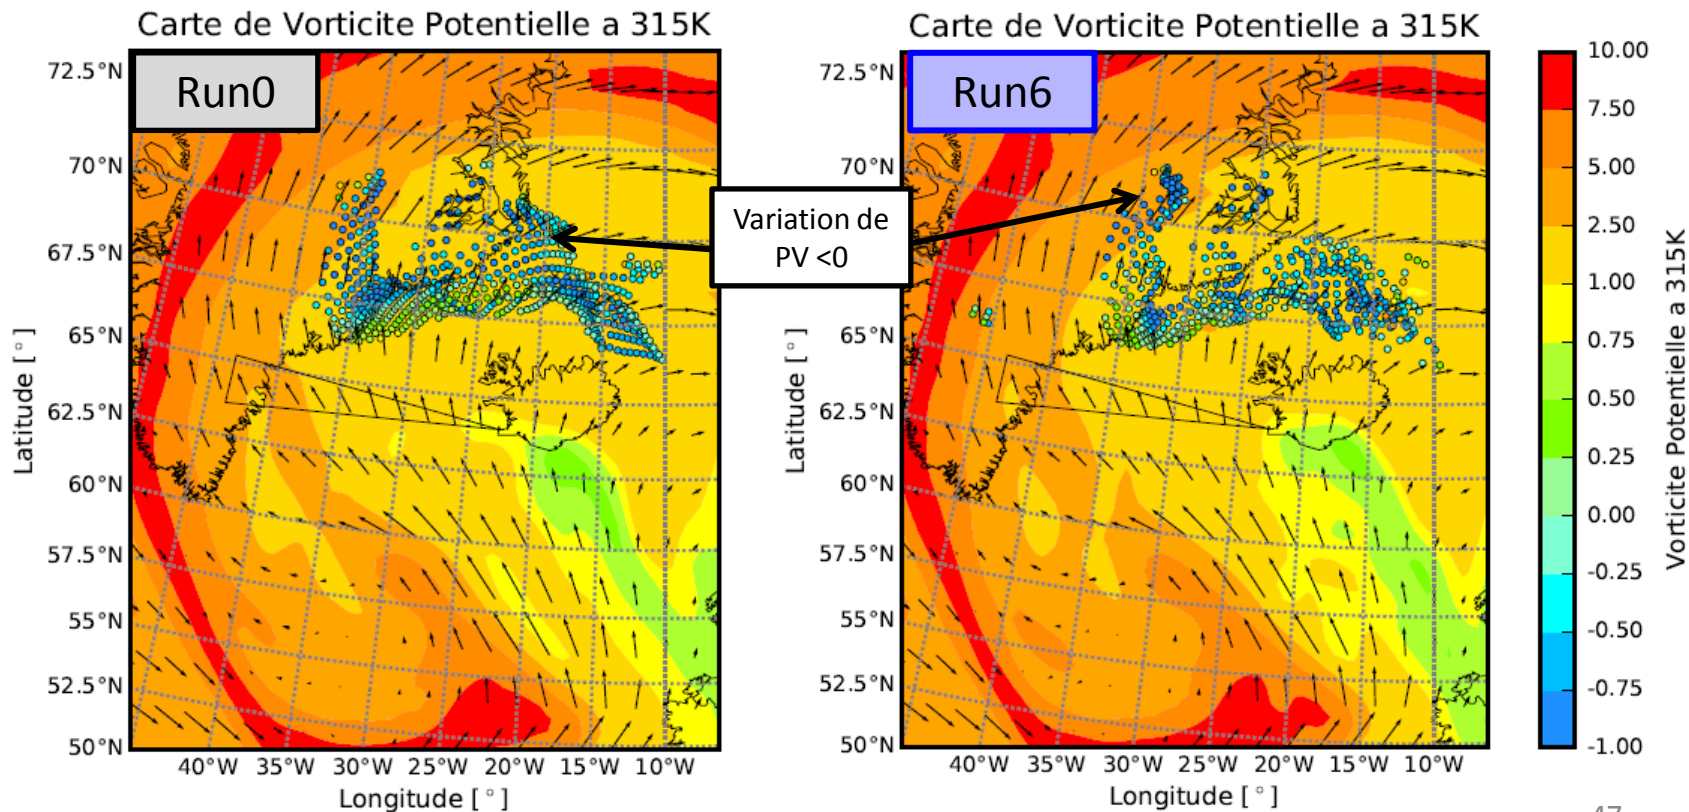 Carte de Vorticite Potentielle a 315K
Run0
72.5°N
70°N
67.5°N
65°N
62.5°N
60°N
57.5°N
55°N
52.5°N
50°N
Latitude [°]
40°W 35°W 30°W 25°W 20°W 15°W 10°W
Longitude [°]
Variation de
PV <0
Carte de Vorticite Potentielle a 315K
Run6
72.5°N
70°N
67.5°N
65°N
62.5°N
60°N
57.5°N
55°N
52.5°N
50°N
Latitude [°]
40°W 35°W 30°W 25°W 20°W 15°W 10°W
Longitude [°]
10.00
7.50
5.00
2.50
1.00
0.75
0.50
0.25
0.00
-0.25
-0.50
-0.75
-1.00
Vorticite Potentielle a 315K
47